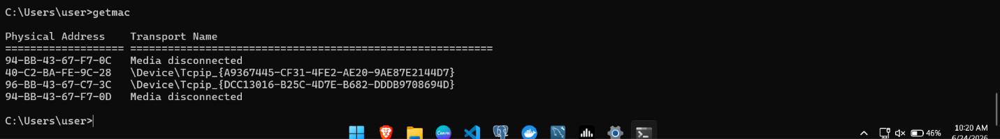 C:\Users\user>getmac
Physical Address    Transport Name
=================== ==========================================================
94-BB-43-67-F7-0C   Media disconnected
40-C2-BA-FE-9C-28   \Device\Tcpip_{A9367445-CF31-4FE2-AE20-9AE87E2144D7}
96-BB-43-67-C7-3C   \Device\Tcpip_{DCC13016-B25C-4D7E-B682-DDDB9708694D}
94-BB-43-67-F7-0D   Media disconnected
C:\Users\user>
Canva
46%
10:20 AM
6/24/2026